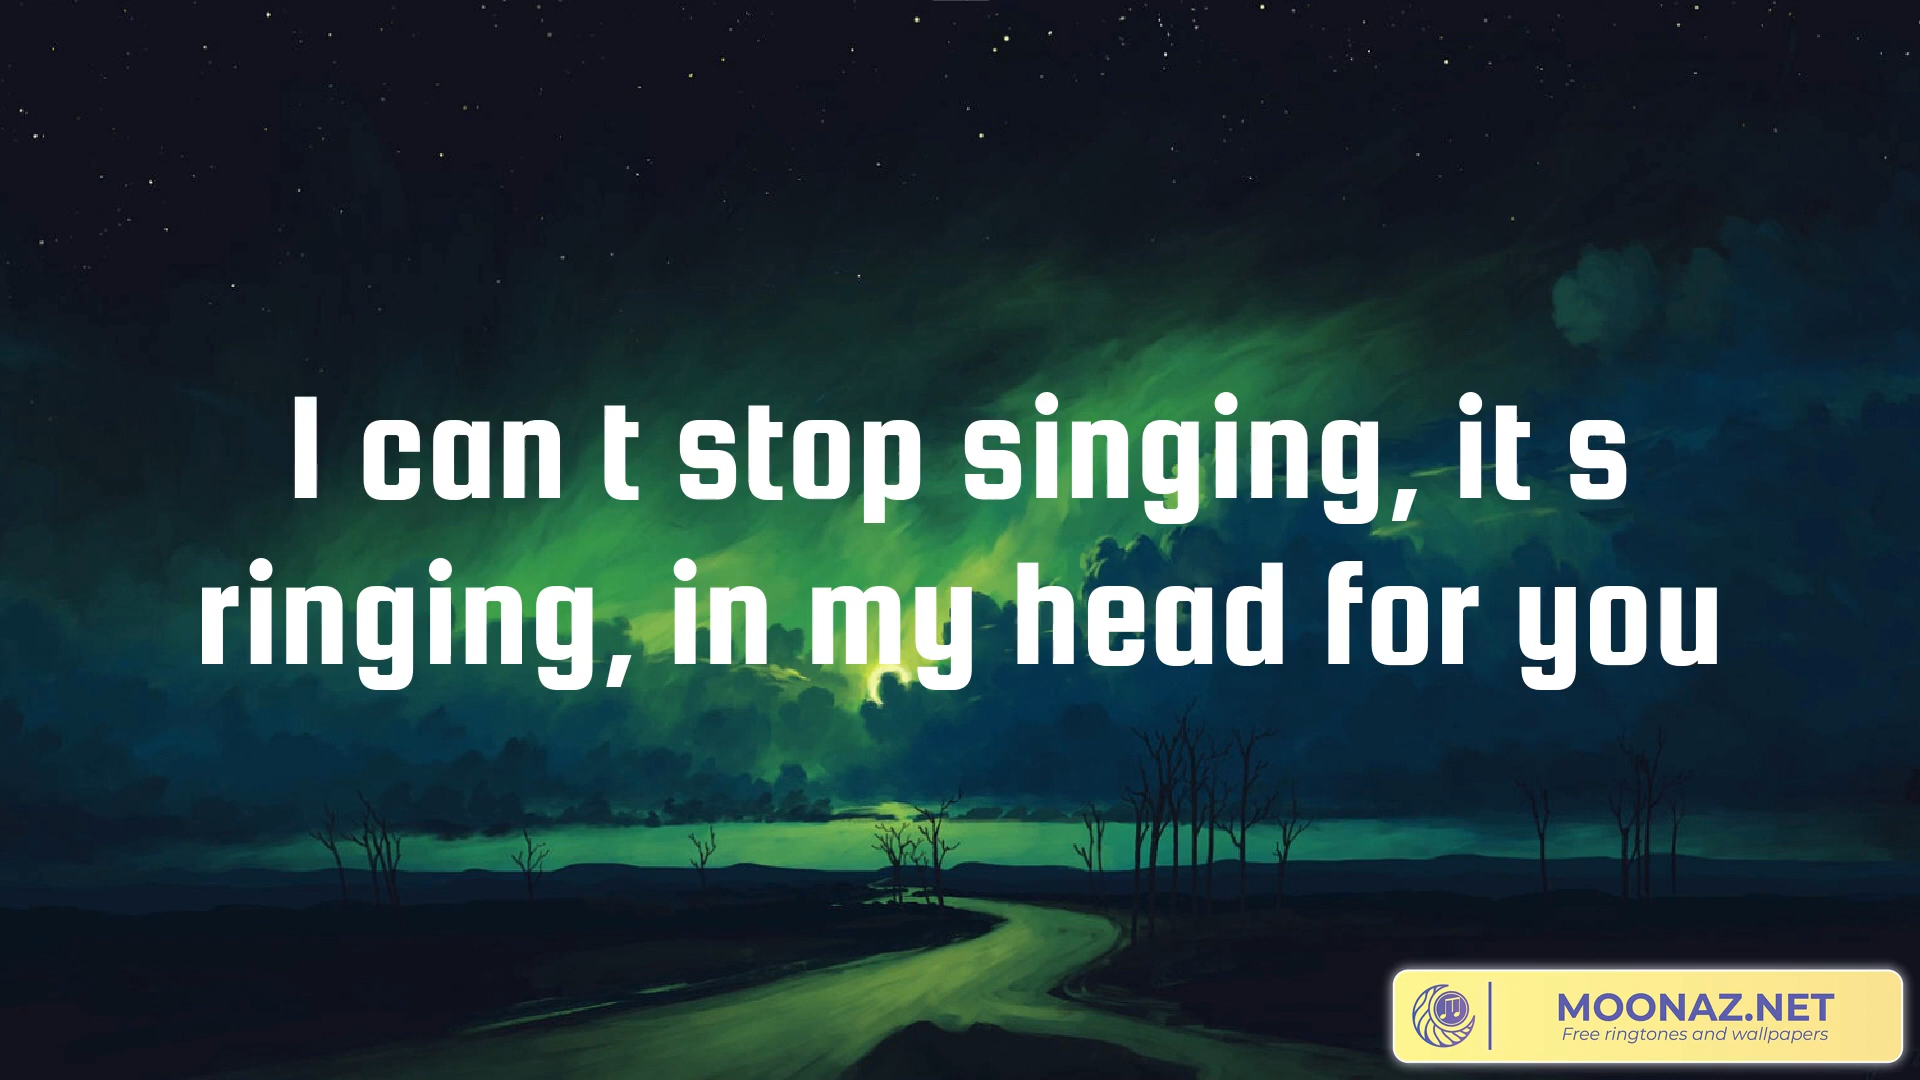 I can t stop singing, it s
ringing, in my head for you
MOONAZ.NET
Free ringtones and wallpapers